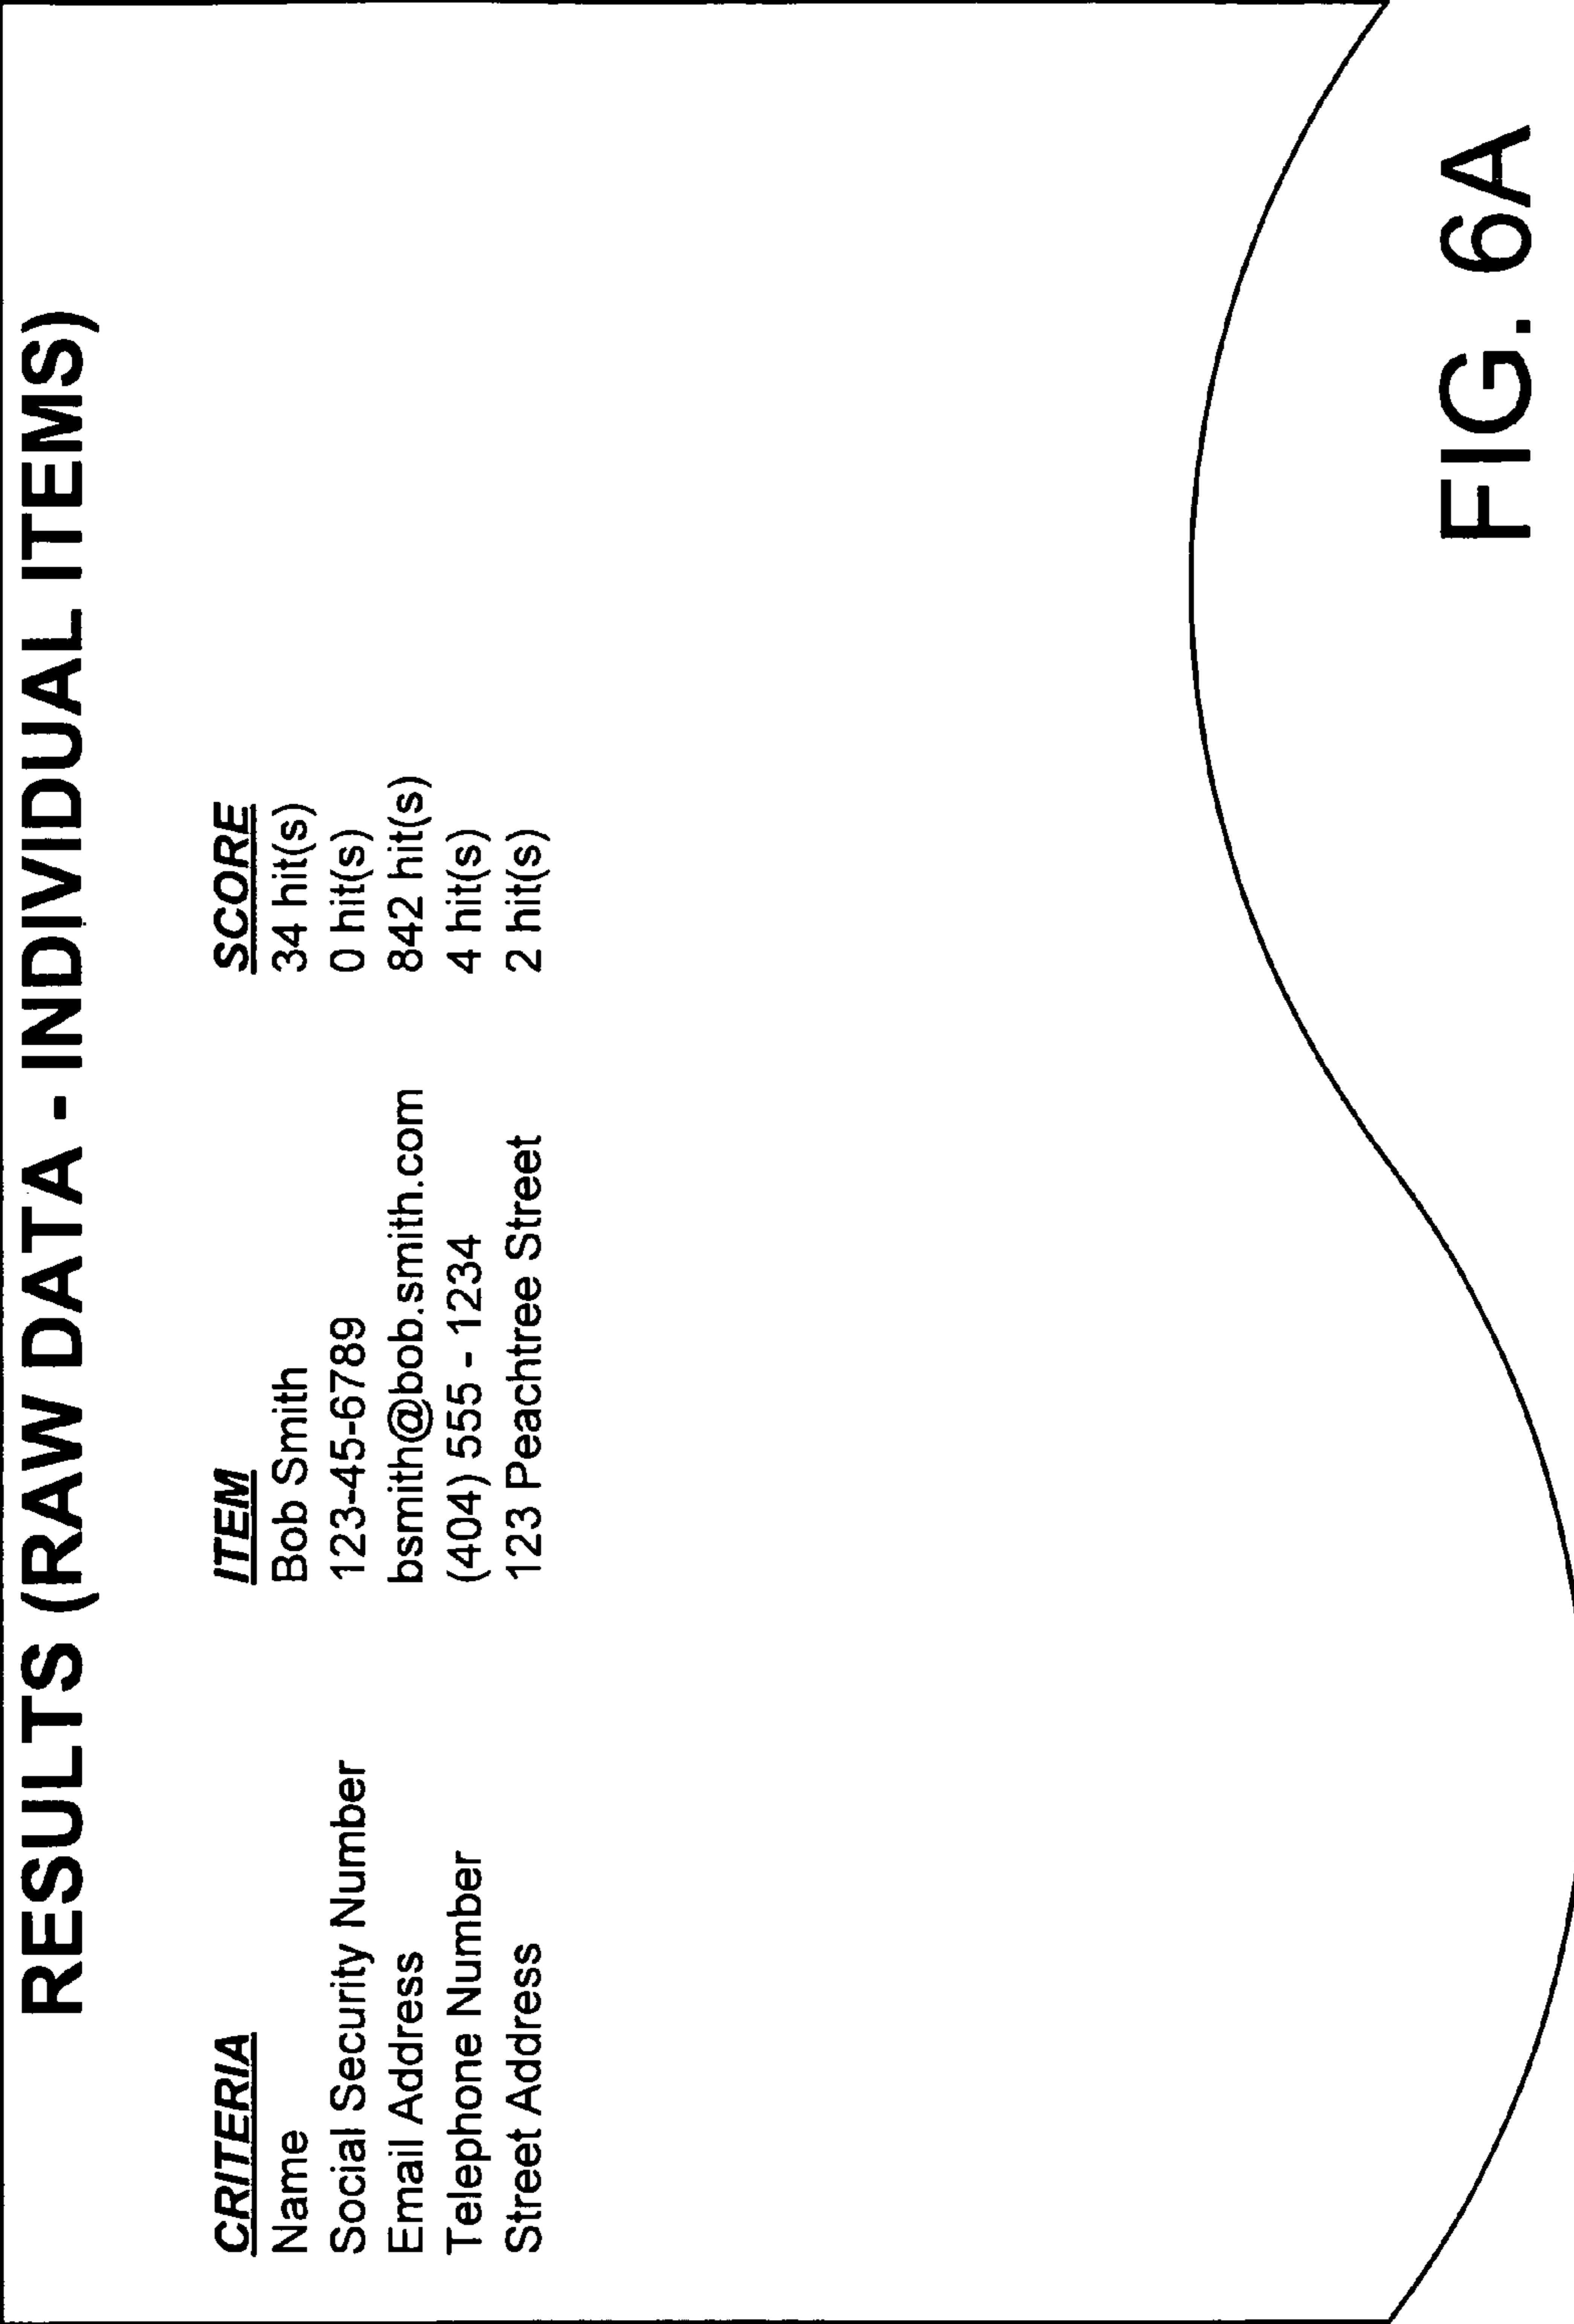 RESULTS (RAW DATA - INDIVIDUAL ITEMS)
CRITERIA ITEM SCORE
Name Bob Smith 34 hit(s)
Social Security Number 123-45-6789 0 hit(s)
Email Address bsmith@bob.smith.com 842 hit(s)
Telephone Number (404) 555 - 1234 4 hit(s)
Street Address 123 Peachtree Street 2 hit(s)
FIG. 6A